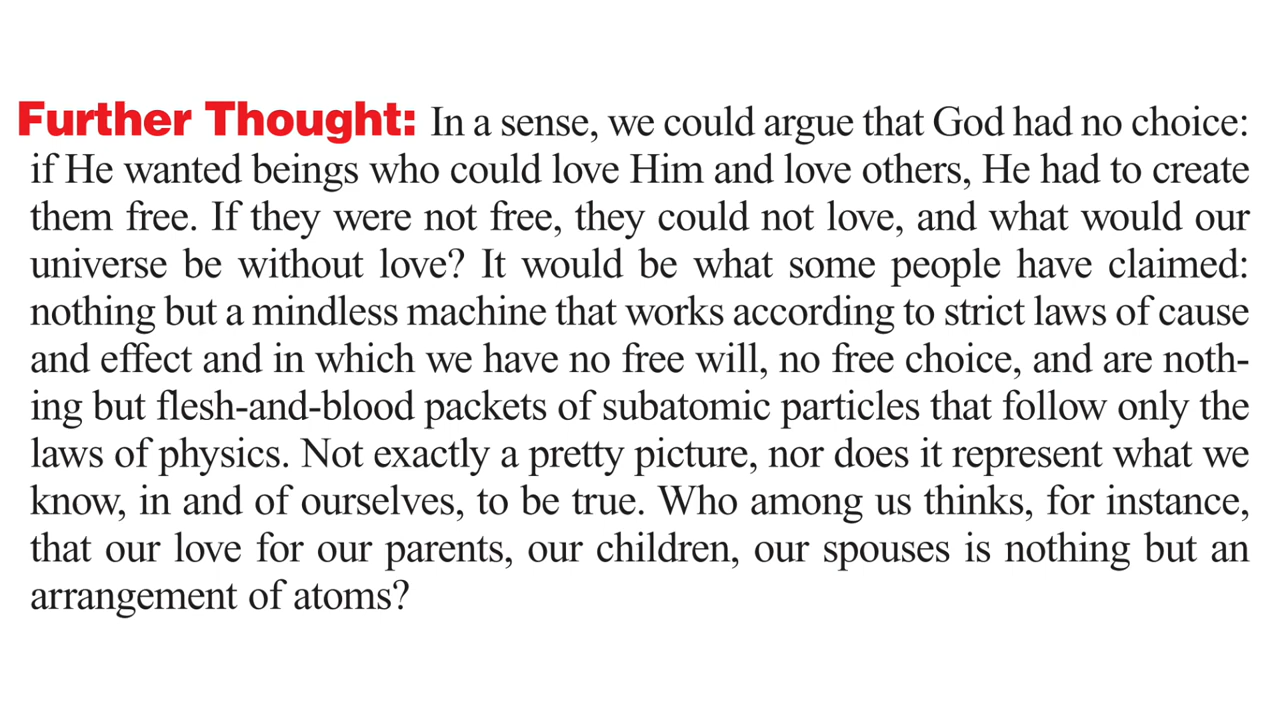 Further Thought: In a sense, we could argue that God had no choice:
if He wanted beings who could love Him and love others, He had to create
them free. If they were not free, they could not love, and what would our
universe be without love? It would be what some people have claimed:
nothing but a mindless machine that works according to strict laws of cause
and effect and in which we have no free will, no free choice, and are noth-
ing but flesh-and-blood packets of subatomic particles that follow only the
laws of physics. Not exactly a pretty picture, nor does it represent what we
know, in and of ourselves, to be true. Who among us thinks, for instance,
that our love for our parents, our children, our spouses is nothing but an
arrangement of atoms?